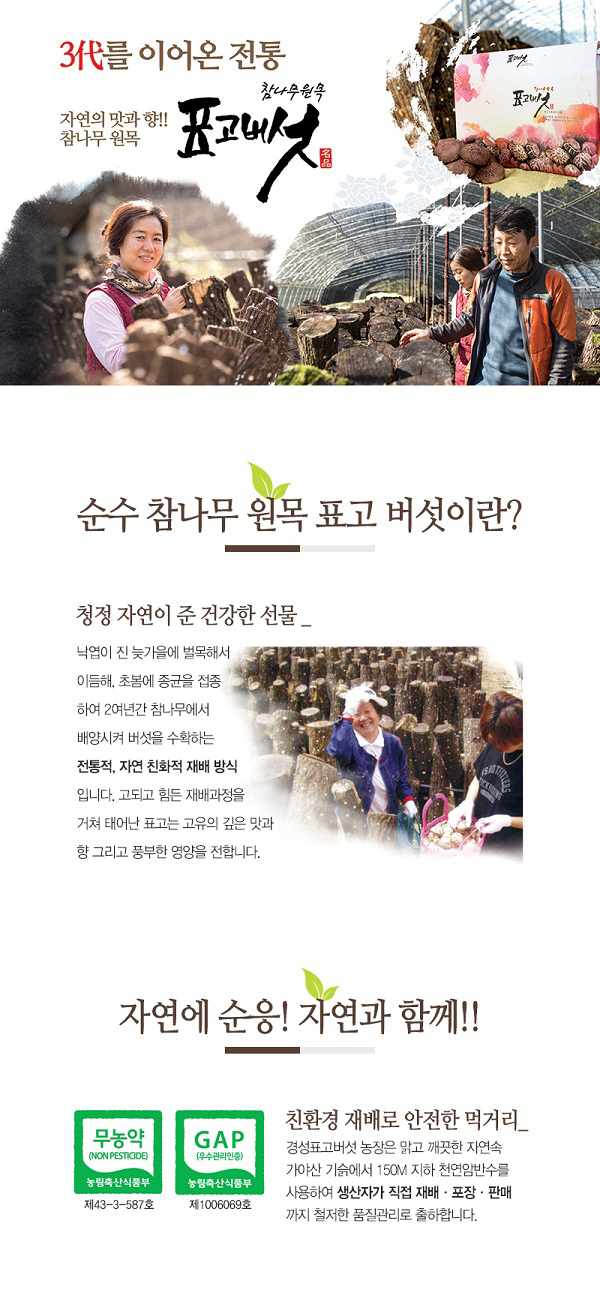 3代를 이어온 전통
자연의 맛과 향!!
참나무 원목
참나무원목
표고버섯
名品
표고버섯
참나무원목
표고버섯
순수 참나무 원목 표고 버섯이란?
청정 자연이 준 건강한 선물 _
낙엽이 진 늦가을에 벌목해서
이듬해, 초봄에 종균을 접종
하여 2여년간 참나무에서
배양시켜 버섯을 수확하는
전통적, 자연 친화적 재배 방식
입니다. 고되고 힘든 재배과정을
거쳐 태어난 표고는 고유의 깊은 맛과
향 그리고 풍부한 영양을 전합니다.
자연에 순응! 자연과 함께!!
무농약
(NON PESTICIDE)
농림축산식품부
제43-3-587호
GAP
(우수관리인증)
농림축산식품부
제1006069호
친환경 재배로 안전한 먹거리_
경성표고버섯 농장은 맑고 깨끗한 자연속
가야산 기슭에서 150M 지하 천연암반수를
사용하여 생산자가 직접 재배 · 포장 · 판매
까지 철저한 품질관리로 출하합니다.